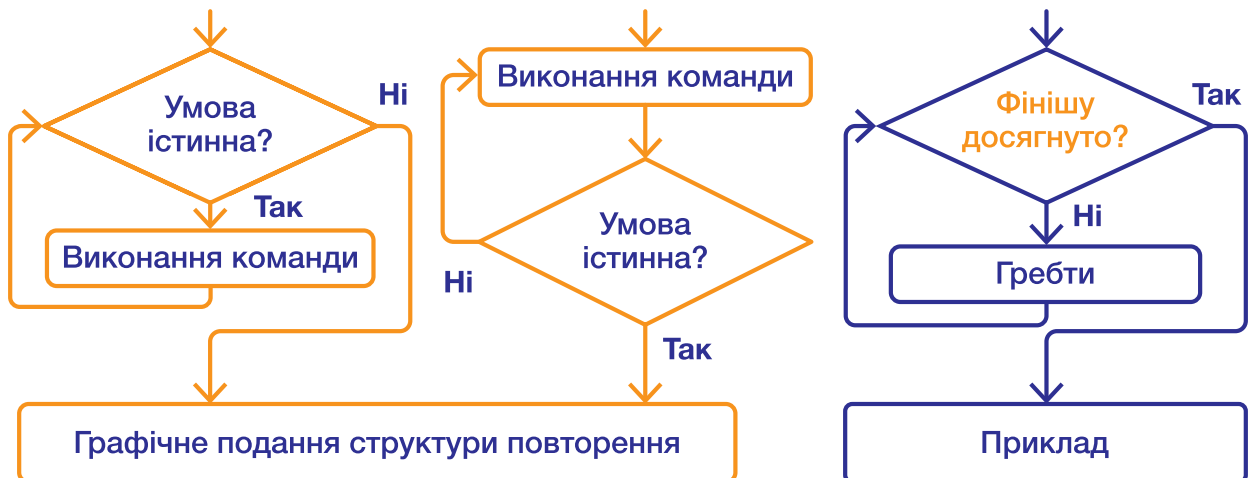 Умова
істинна?
Ні
Так
Виконання команди
Виконання команди
Умова
істинна?
Ні
Так
Графічне подання структури повторення
Фінішу
досягнуто?
Так
Ні
Гребти
Приклад